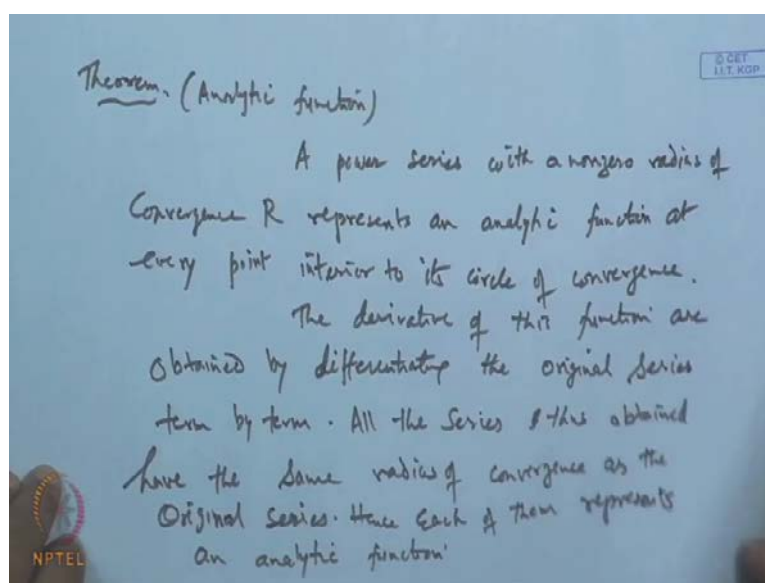 Theorem. (Analytic function)
© CET
I.I.T. KGP
A power series with a nonzero radius of
Convergence R represents an analytic function at
every point interior to its circle of convergence.
The derivative of this function are
obtained by differentiating the original series
term by term. All the series thus obtained
have the same radius of convergence as the
Original series. Hence each of them represents
an analytic function.
NPTEL